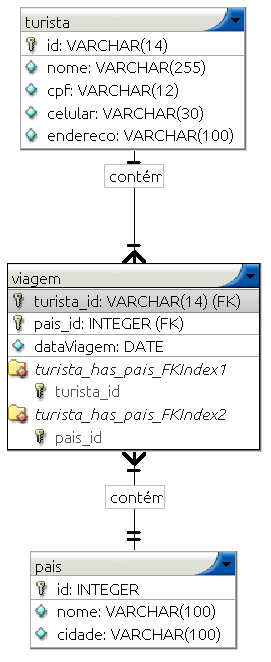 turista
id: VARCHAR(14)
nome: VARCHAR(255)
cpf: VARCHAR(12)
celular: VARCHAR(30)
endereco: VARCHAR(100)
contém
viagem
turista_id: VARCHAR(14) (FK)
pais_id: INTEGER (FK)
dataViagem: DATE
turista_has_pais_FKIndex1
turista_id
turista_has_pais_FKIndex2
pais_id
contém
pais
id: INTEGER
nome: VARCHAR(100)
cidade: VARCHAR(100)